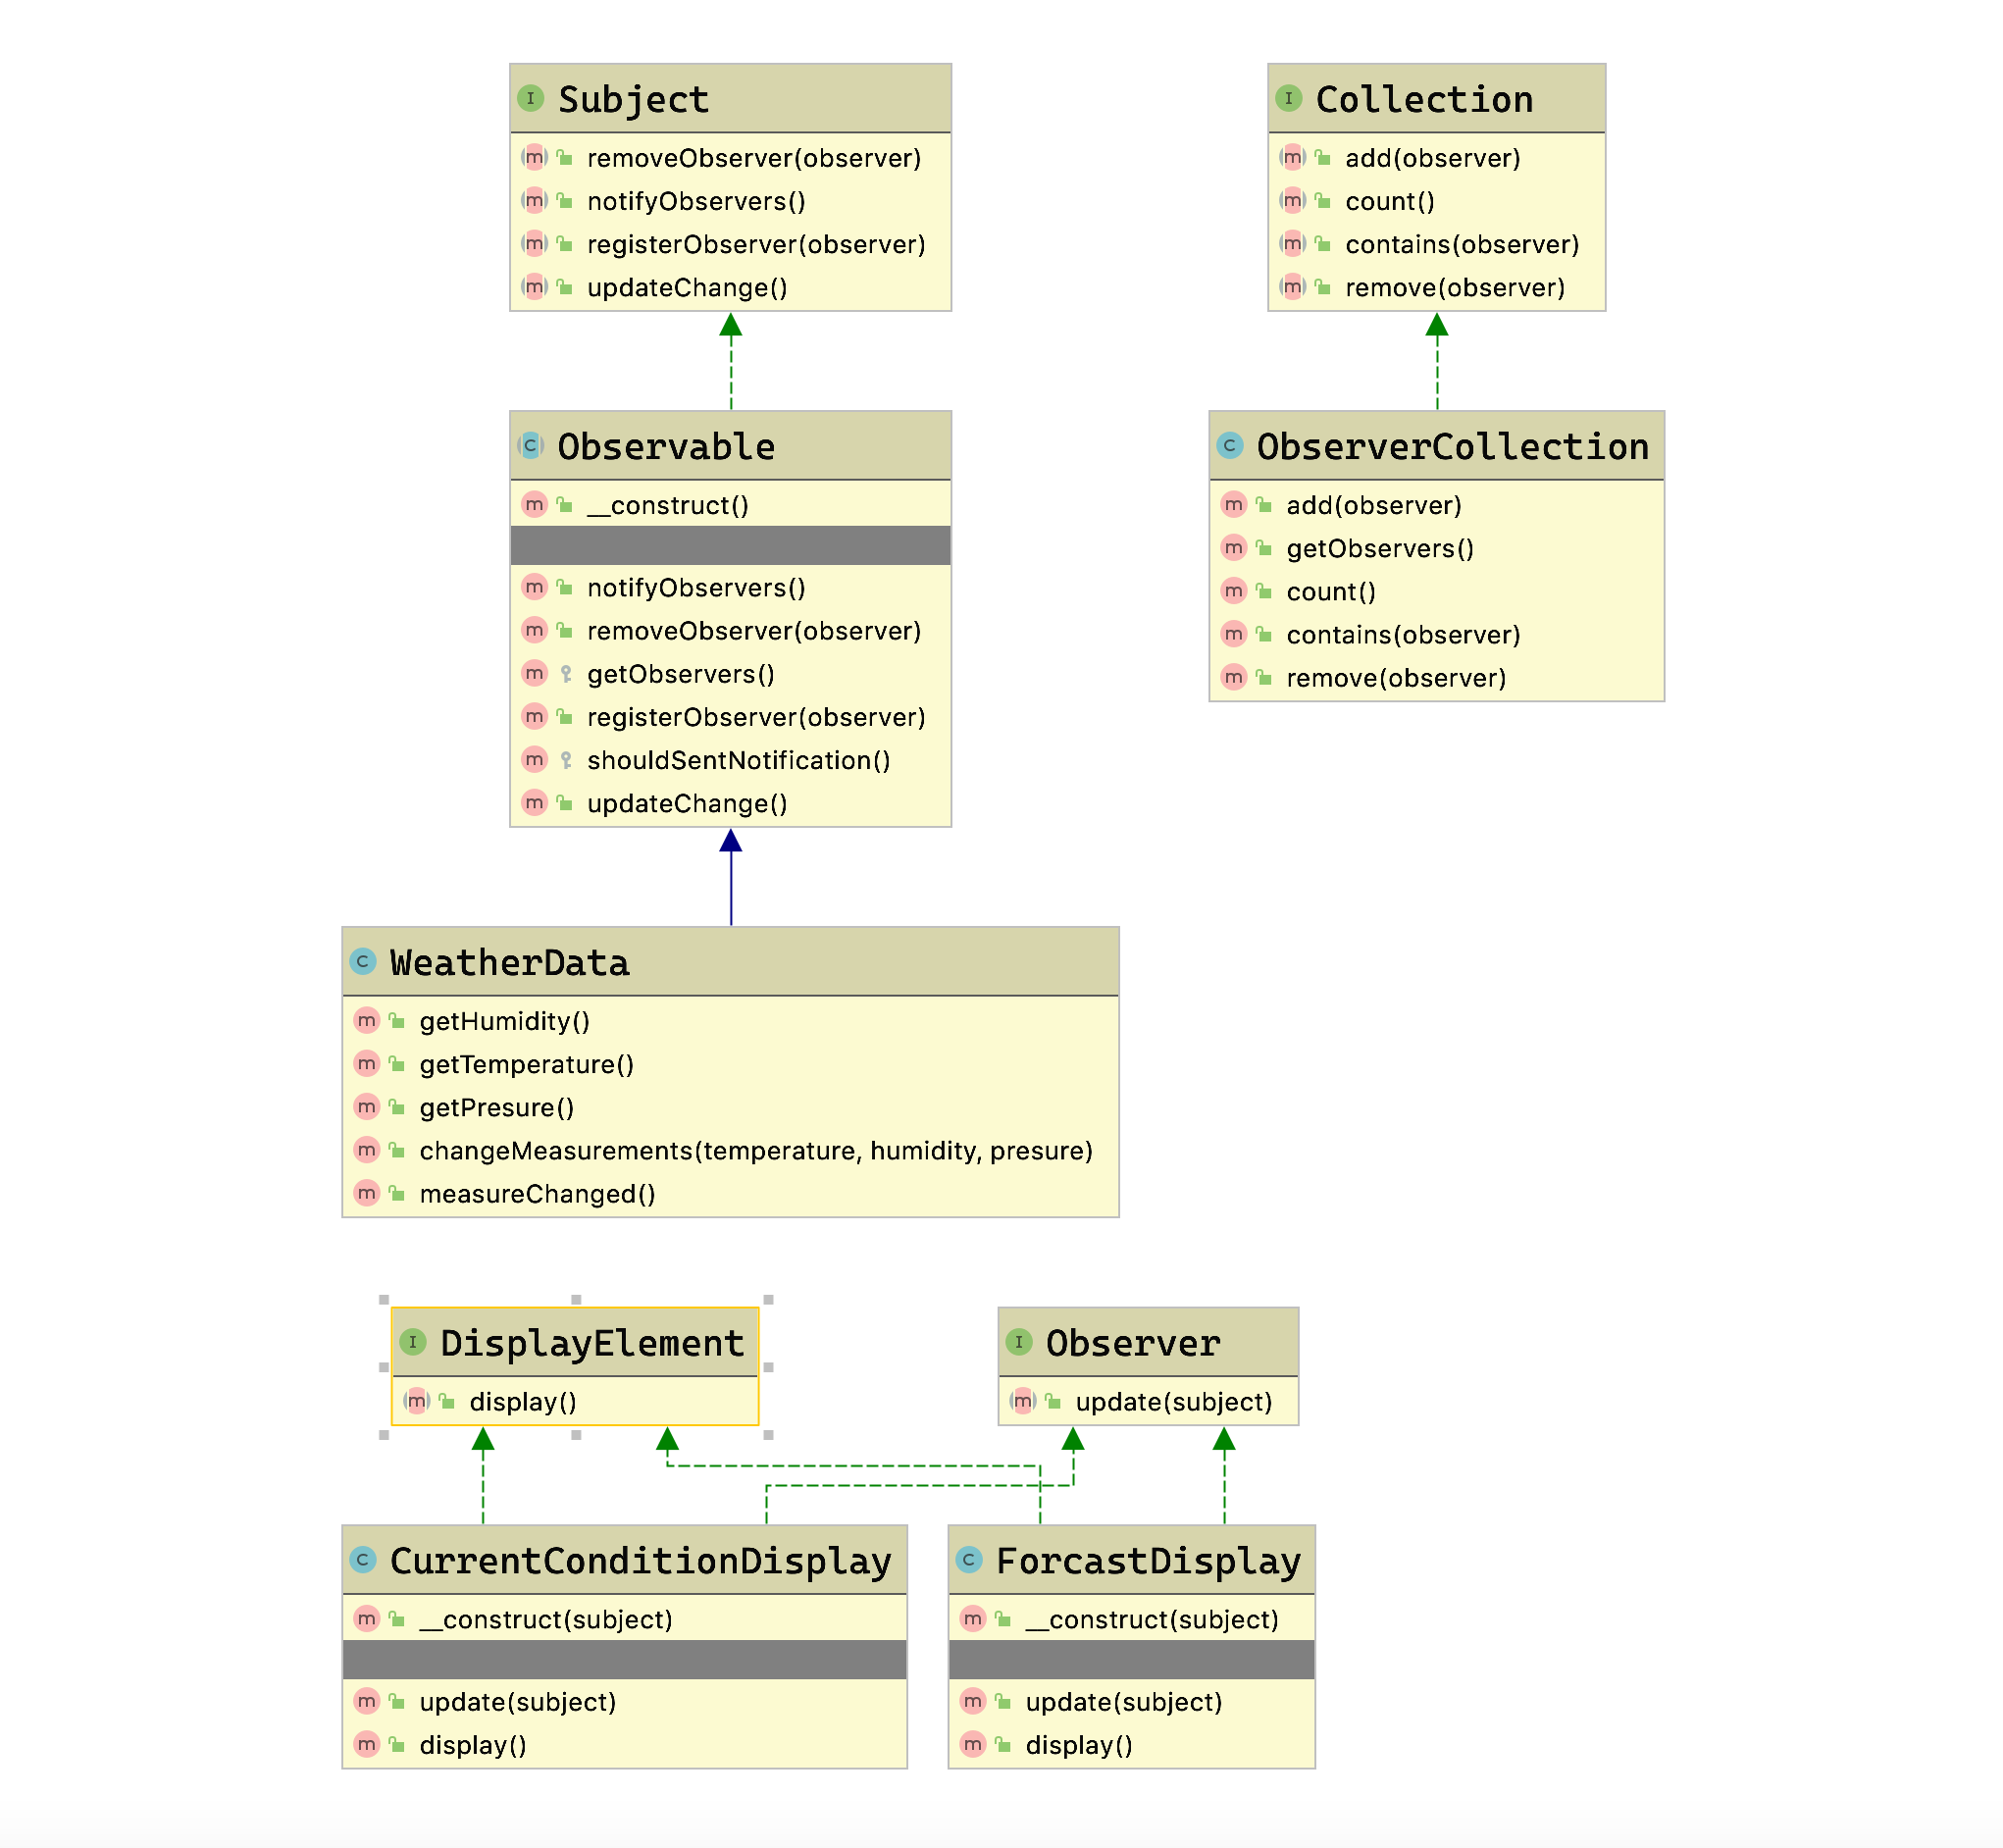 Subject
removeObserver(observer)
notifyObservers()
registerObserver(observer)
updateChange()
Collection
add(observer)
count()
contains(observer)
remove(observer)
Observable
__construct()
notifyObservers()
removeObserver(observer)
getObservers()
registerObserver(observer)
shouldSentNotification()
updateChange()
ObserverCollection
add(observer)
getObservers()
count()
contains(observer)
remove(observer)
WeatherData
getHumidity()
getTemperature()
getPresure()
changeMeasurements(temperature, humidity, presure)
measureChanged()
DisplayElement
display()
Observer
update(subject)
CurrentConditionDisplay
__construct(subject)
update(subject)
display()
ForcastDisplay
__construct(subject)
update(subject)
display()